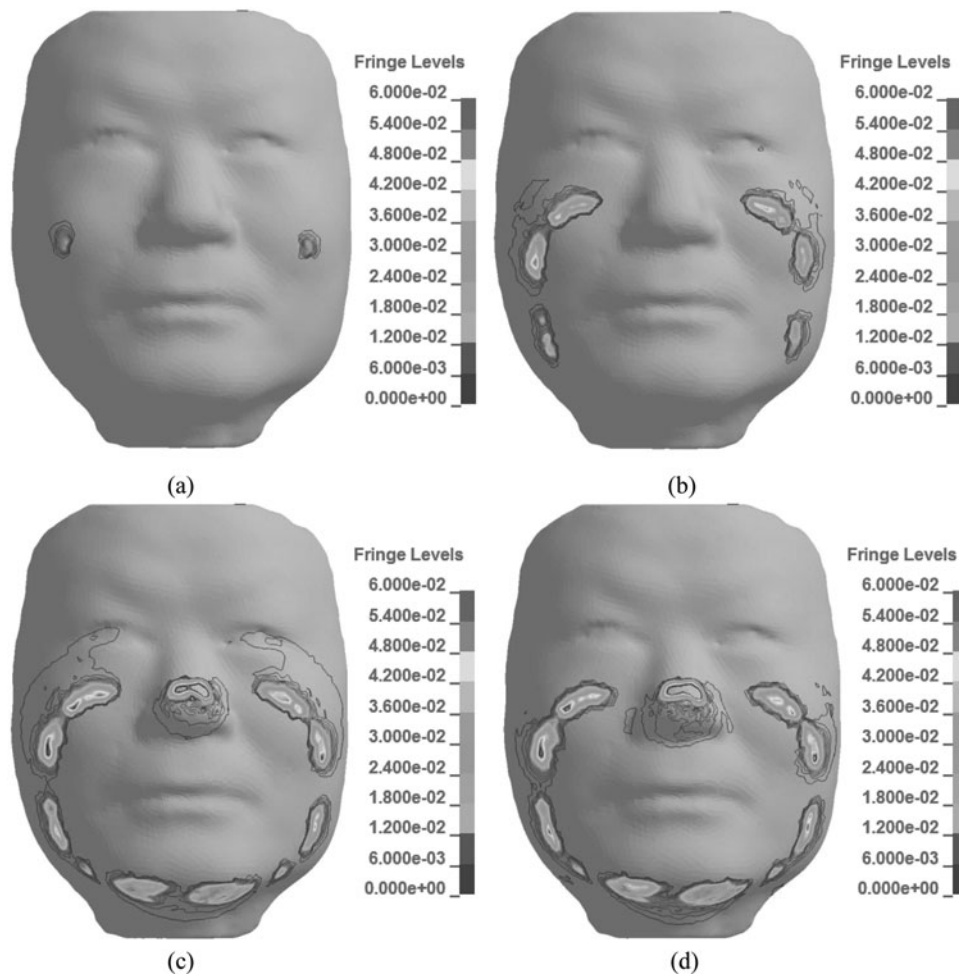 Fringe Levels
6.000e-02
5.400e-02
4.800e-02
4.200e-02
3.600e-02
3.000e-02
2.400e-02
1.800e-02
1.200e-02
6.000e-03
0.000e+00
(a)
Fringe Levels
6.000e-02
5.400e-02
4.800e-02
4.200e-02
3.600e-02
3.000e-02
2.400e-02
1.800e-02
1.200e-02
6.000e-03
0.000e+00
(b)
Fringe Levels
6.000e-02
5.400e-02
4.800e-02
4.200e-02
3.600e-02
3.000e-02
2.400e-02
1.800e-02
1.200e-02
6.000e-03
0.000e+00
(c)
Fringe Levels
6.000e-02
5.400e-02
4.800e-02
4.200e-02
3.600e-02
3.000e-02
2.400e-02
1.800e-02
1.200e-02
6.000e-03
0.000e+00
(d)